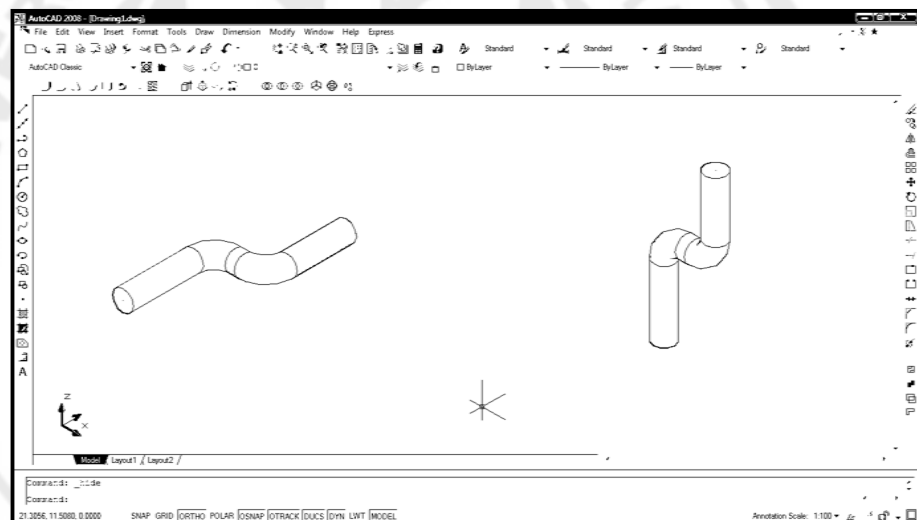 AutoCAD 2008 - [Drawing1.dwg]
File Edit View Insert Format Tools Draw Dimension Modify Window Help Express
Standard Standard Standard Standard
AutoCAD Classic ByLayer ByLayer ByLayer
A
Z
X
Model Layout1 Layout2
Command: _hide
Command:
21.3056, 11.5080, 0.0000 SNAP GRID ORTHO POLAR OSNAP OTRACK DUCS DYN LWT MODEL Annotation Scale: 1:100